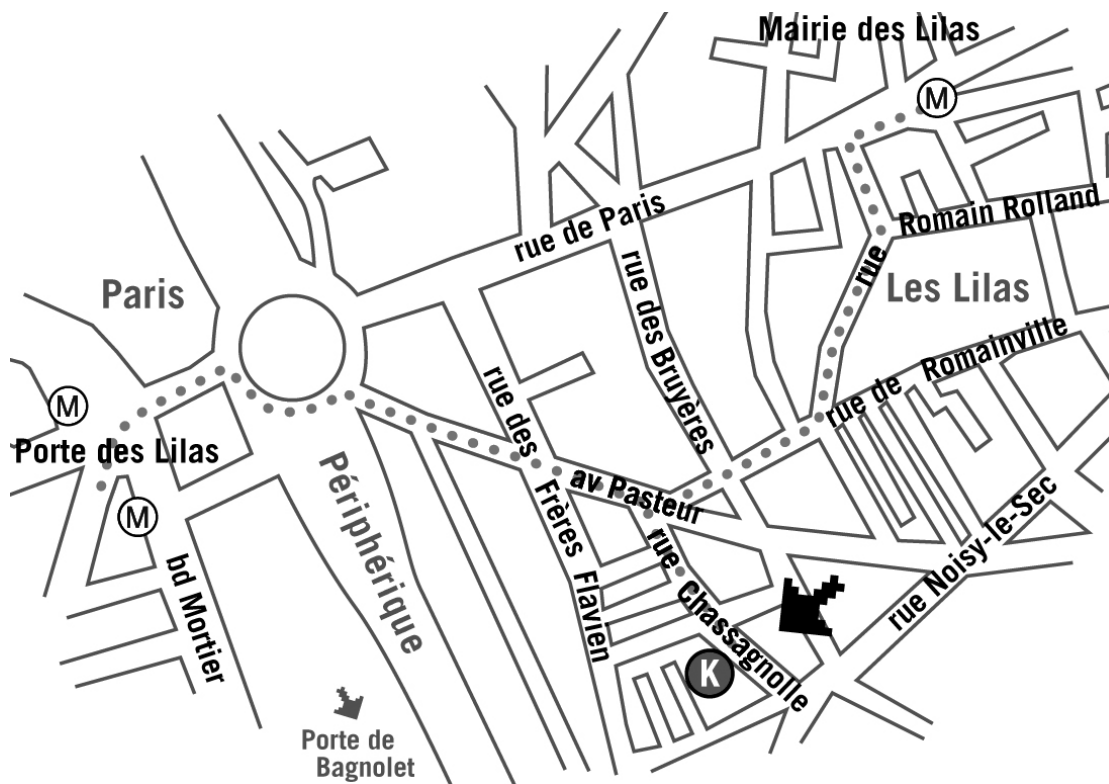 Mairie des Lilas
M
rue de Paris
rue Romain Rolland
Paris
rue des Bruyères
Les Lilas
rue de Romainville
M
Porte des Lilas
rue des Frères Flavien
av Pasteur
M
Périphérique
bd Mortier
rue Chassagnolle
rue Noisy-le-Sec
K
Porte de
Bagnolet